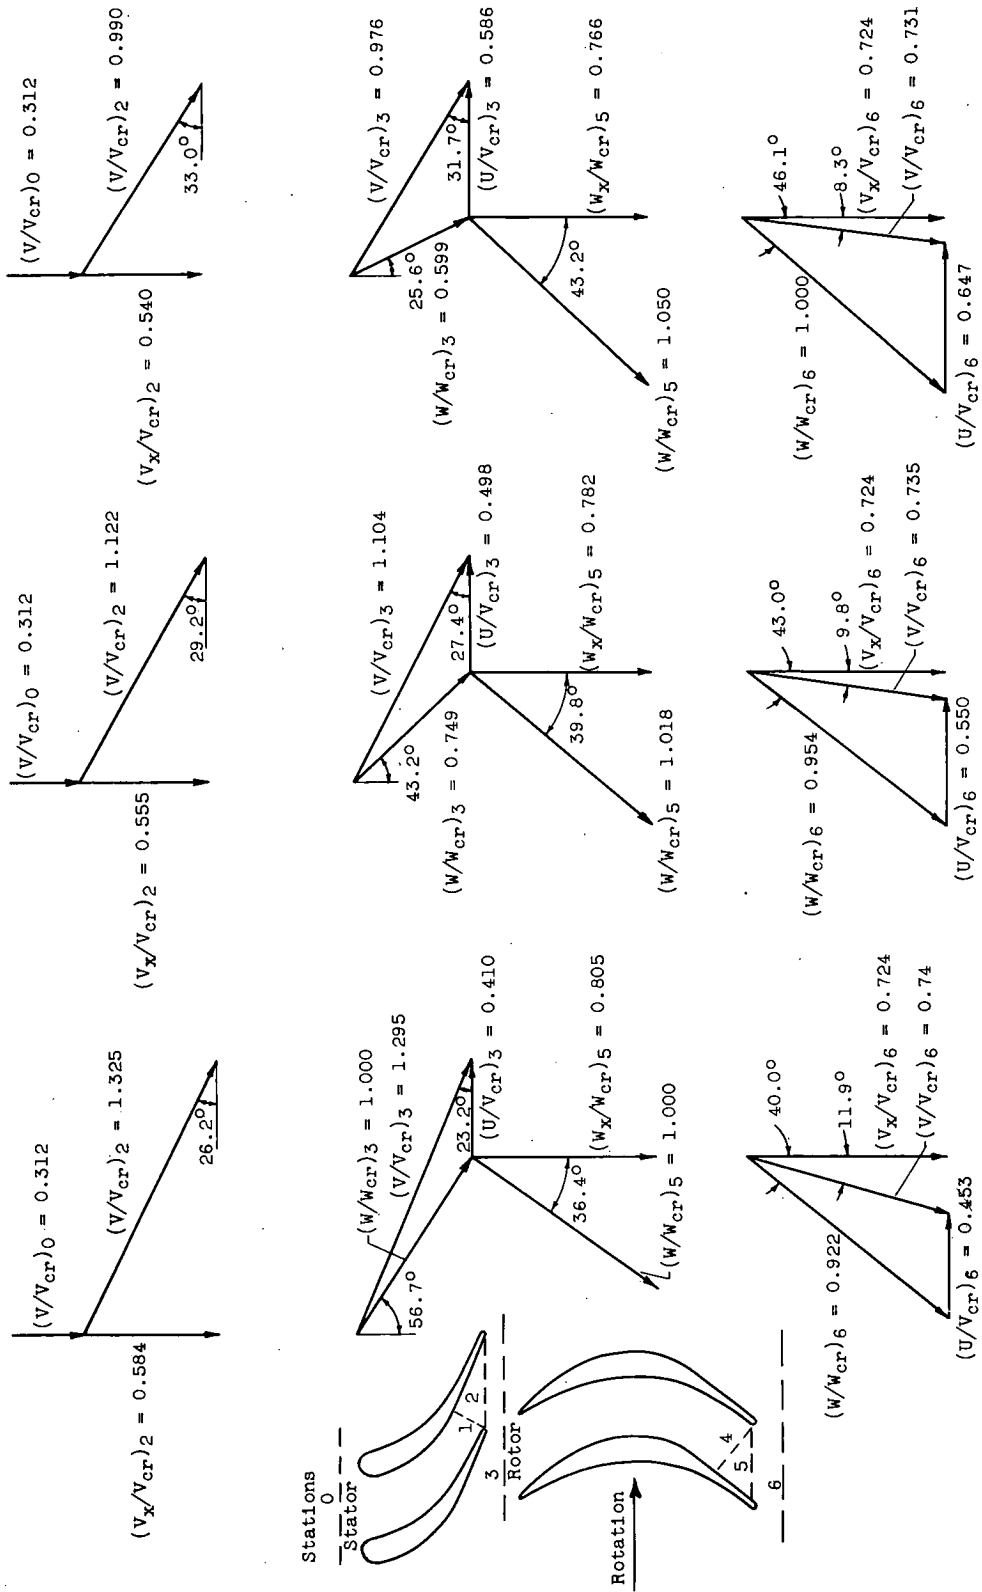 (V/Vcr)0 = 0.312
(V/Vcr)2 = 1.325
26.2°
(Vx/Vcr)2 = 0.584
(V/Vcr)0 = 0.312
(V/Vcr)2 = 1.122
29.2°
(Vx/Vcr)2 = 0.555
(V/Vcr)0 = 0.312
(V/Vcr)2 = 0.990
33.0°
(Vx/Vcr)2 = 0.540
Stations
0
Stator
1
2
3
Rotor
4
5
6
Rotation
(W/Wcr)3 = 1.000
(V/Vcr)3 = 1.295
56.7°
23.2°
(U/Vcr)3 = 0.410
(Wx/Wcr)5 = 0.805
36.4°
(W/Wcr)5 = 1.000
(V/Vcr)3 = 1.104
43.2°
27.4°
(W/Wcr)3 = 0.749
(U/Vcr)3 = 0.498
(Wx/Wcr)5 = 0.782
39.8°
(W/Wcr)5 = 1.018
(V/Vcr)3 = 0.976
25.6°
31.7°
(W/Wcr)3 = 0.599
(U/Vcr)3 = 0.586
(Wx/Wcr)5 = 0.766
43.2°
(W/Wcr)5 = 1.050
40.0°
11.9°
(Vx/Vcr)6 = 0.724
(V/Vcr)6 = 0.74
(W/Wcr)6 = 0.922
(U/Vcr)6 = 0.453
43.0°
9.8°
(Vx/Vcr)6 = 0.724
(V/Vcr)6 = 0.735
(W/Wcr)6 = 0.954
(U/Vcr)6 = 0.550
46.1°
8.3°
(Vx/Vcr)6 = 0.724
(V/Vcr)6 = 0.731
(W/Wcr)6 = 1.000
(U/Vcr)6 = 0.647